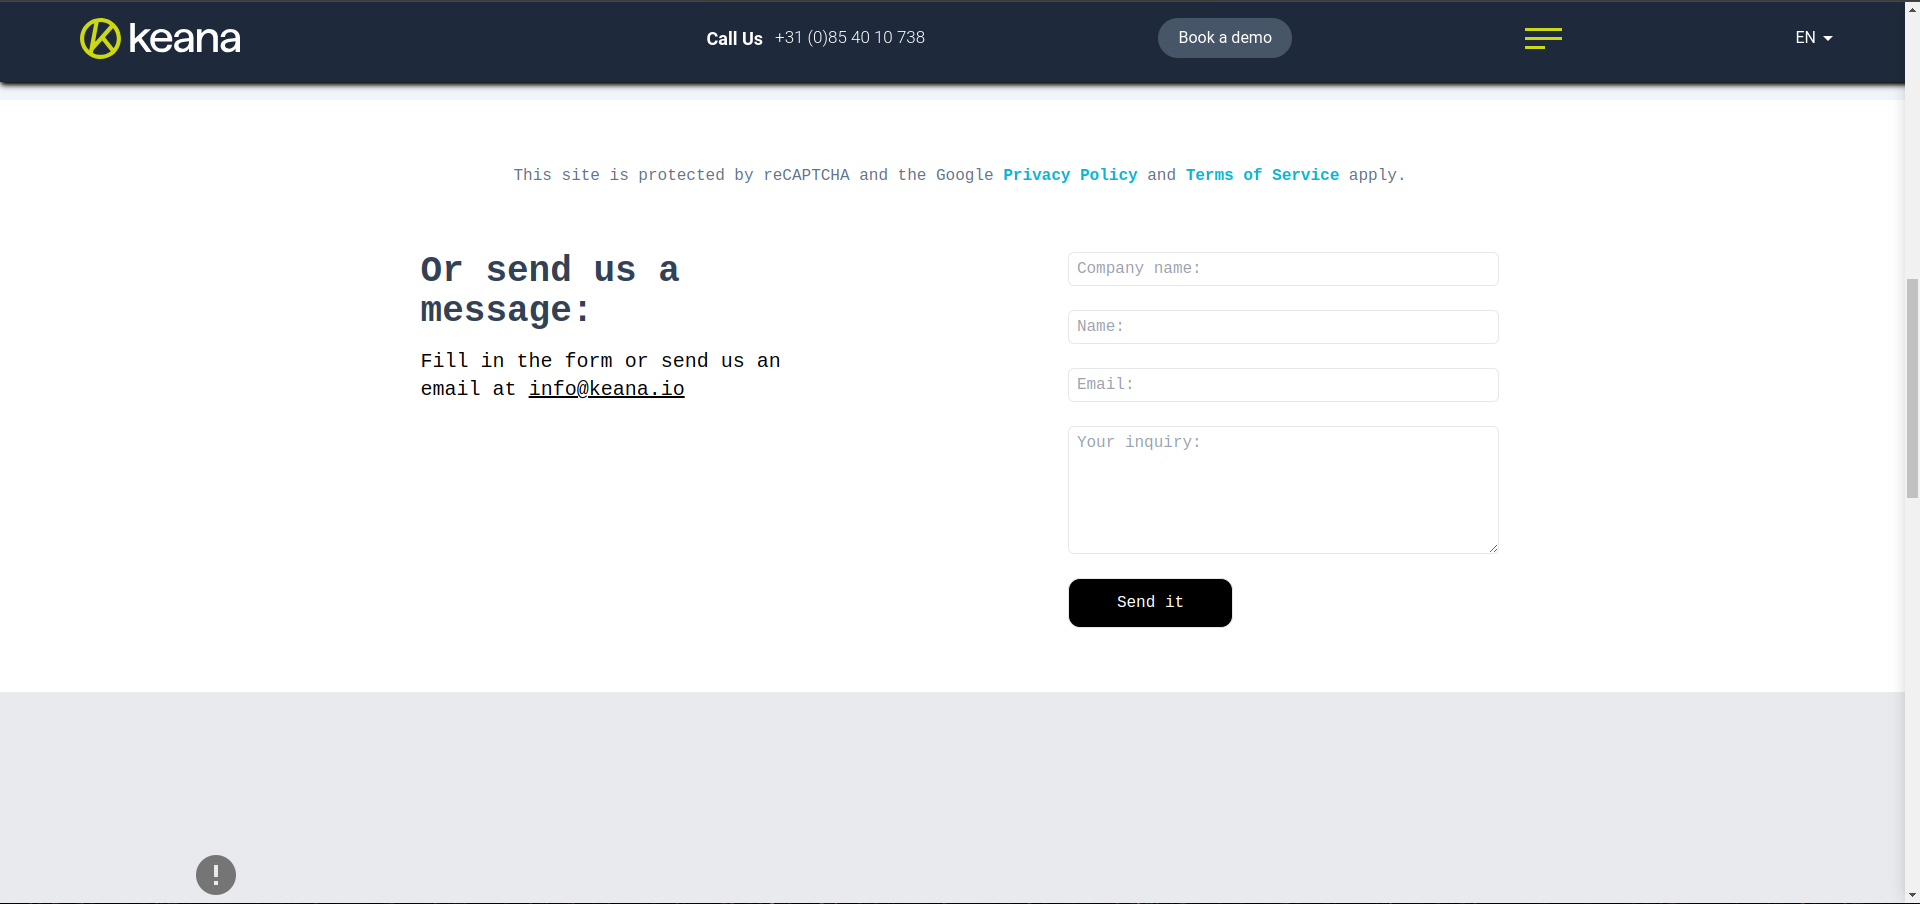 keana
Call Us +31 (0)85 40 10 738
Book a demo
EN
This site is protected by reCAPTCHA and the Google Privacy Policy and Terms of Service apply.
Or send us a
message:
Fill in the form or send us an
email at info@keana.io
Company name:
Name:
Email:
Your inquiry:
Send it